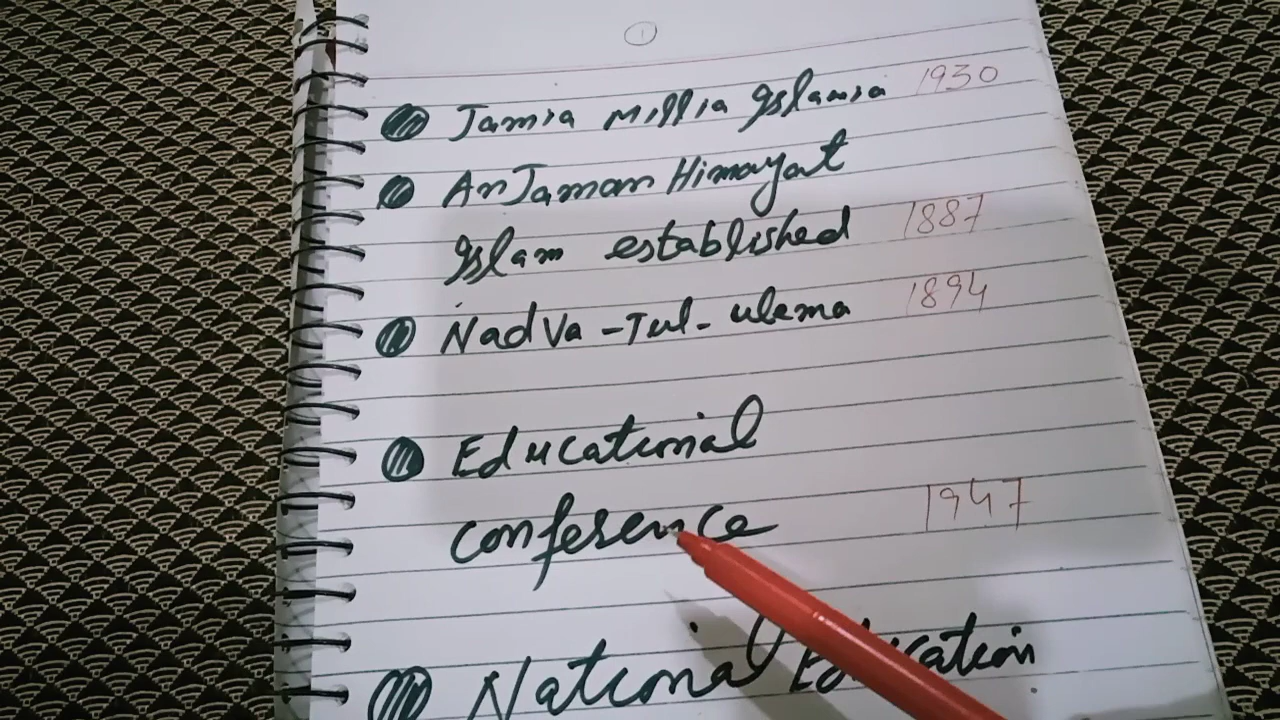 1
Jamia Millia Islamia 1930
AnJaman Himayat
Islam established 1887
NadVa-Tul-ulema 1894
Educational
conference 1947
National Education